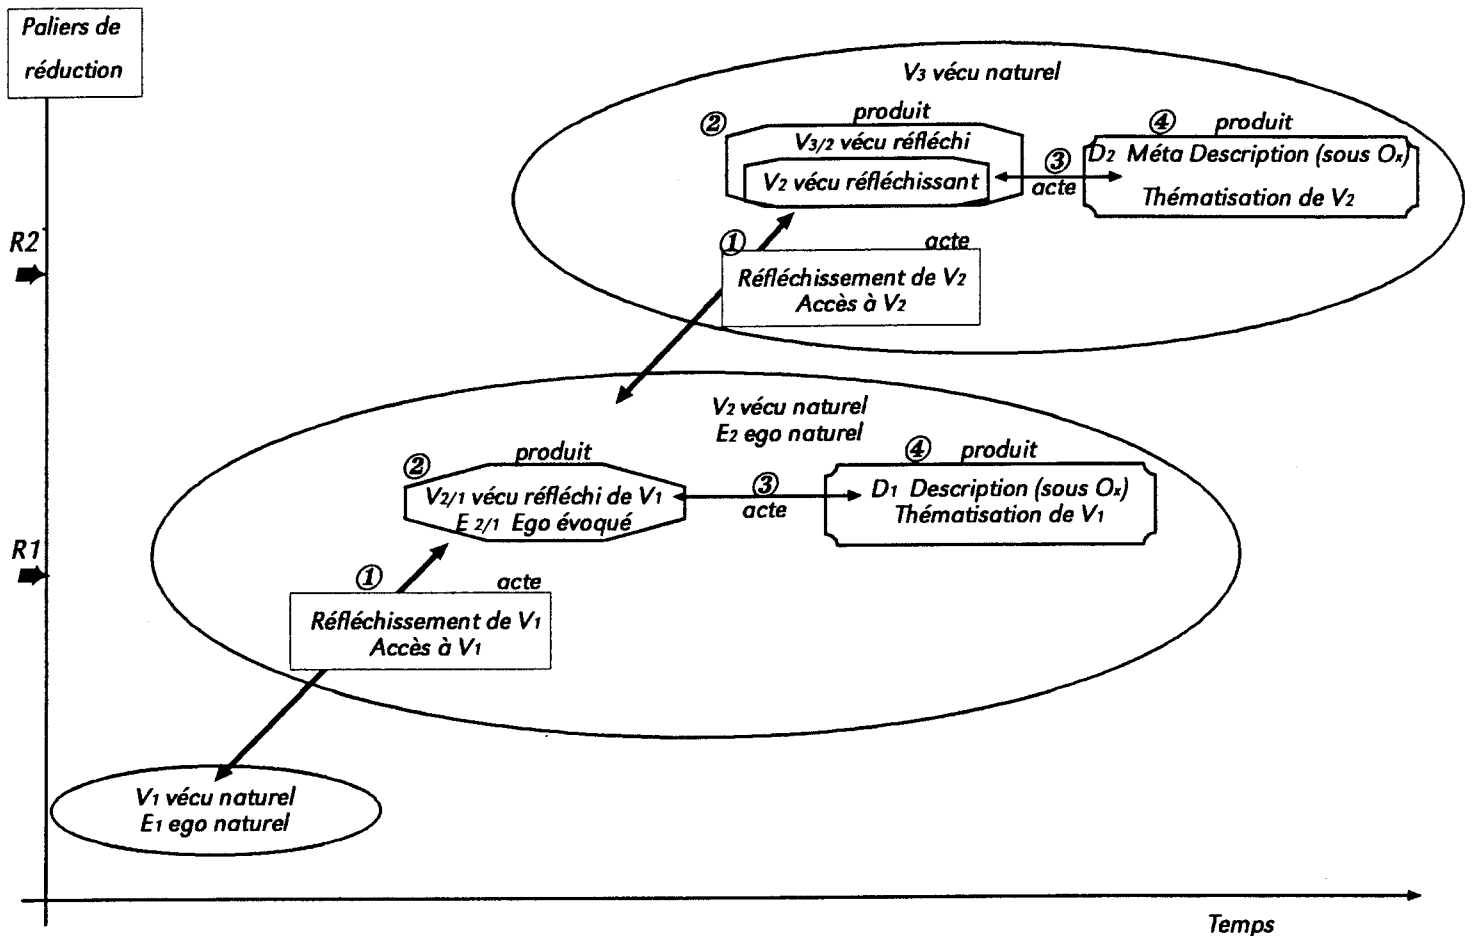 Paliers de
réduction
V3 vécu naturel
② produit
V3/2 vécu réfléchi
V2 vécu réfléchissant
③
acte
④ produit
D2 Méta Description (sous Ox)
Thématisation de V2
R2
① acte
Réfléchissement de V2
Accès à V2
V2 vécu naturel
E2 ego naturel
② produit
V2/1 vécu réfléchi de V1
E 2/1 Ego évoqué
③
acte
④ produit
D1 Description (sous Ox)
Thématisation de V1
R1
① acte
Réfléchissement de V1
Accès à V1
V1 vécu naturel
E1 ego naturel
Temps